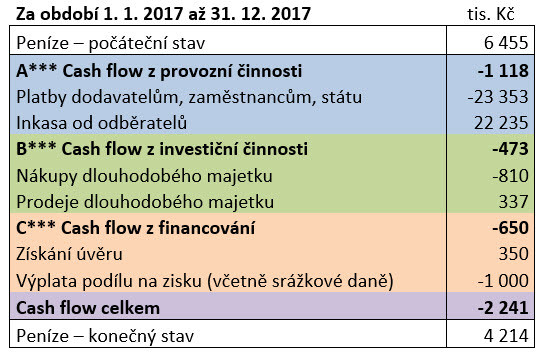 Za období 1. 1. 2017 až 31. 12. 2017 tis. Kč
Peníze – počáteční stav 6 455
A*** Cash flow z provozní činnosti -1 118
Platby dodavatelům, zaměstnancům, státu -23 353
Inkasa od odběratelů 22 235
B*** Cash flow z investiční činnosti -473
Nákupy dlouhodobého majetku -810
Prodeje dlouhodobého majetku 337
C*** Cash flow z financování -650
Získání úvěru 350
Výplata podílu na zisku (včetně srážkové daně) -1 000
Cash flow celkem -2 241
Peníze – konečný stav 4 214